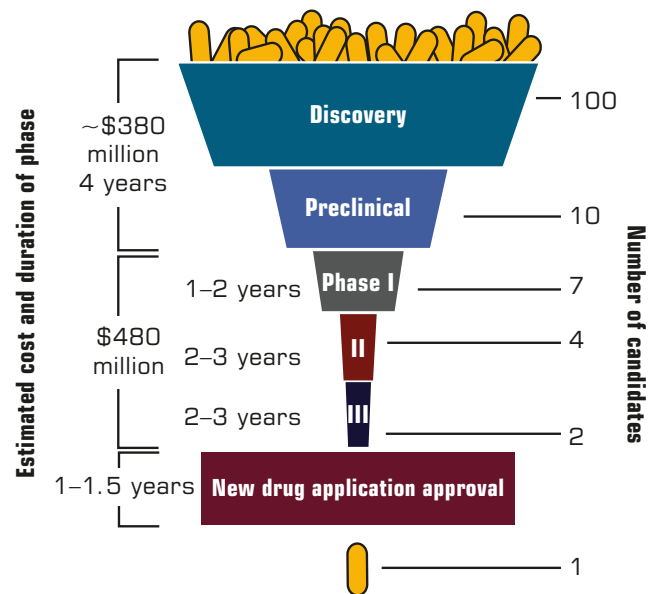 Estimated cost and duration of phase
~$380
million
4 years
Discovery
100
Preclinical
10
1–2 years
Phase I
7
$480
million
2–3 years
II
4
2–3 years
III
2
1–1.5 years
New drug application approval
1
Number of candidates